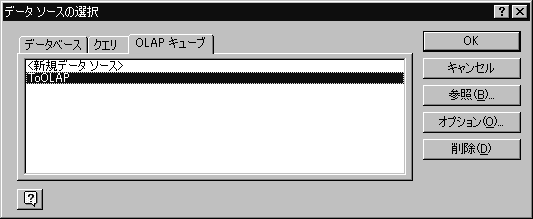 データ ソースの選択
データベース
クエリ
OLAP キューブ
<新規データ ソース>
ToOLAP
OK
キャンセル
参照(B)...
オプション(O)...
削除(D)